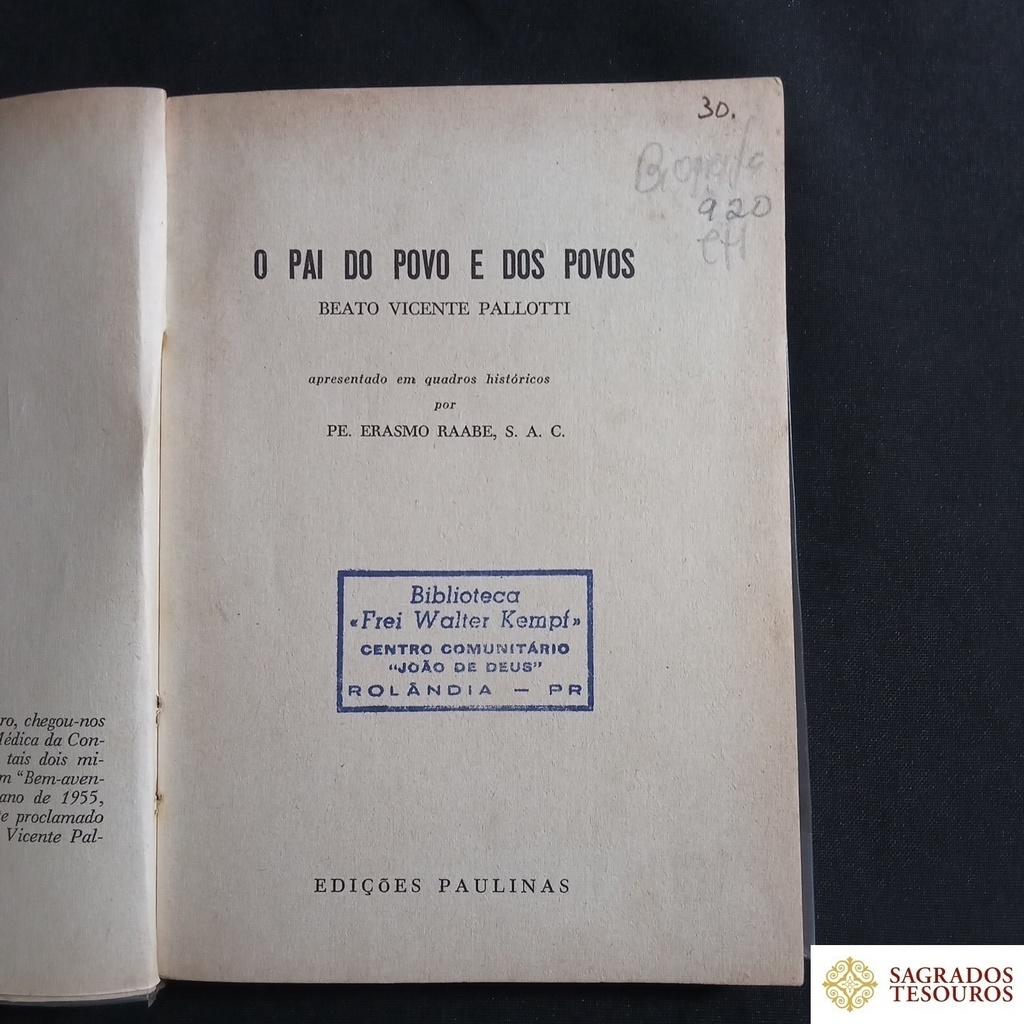 ro, chegou-nos
Médica da Con-
tais dois mi-
m "Bem-aven-
ano de 1955,
te proclamado
Vicente Pal-
30.
920
O PAI DO POVO E DOS POVOS
BEATO VICENTE PALLOTTI
apresentado em quadros históricos
por
PE. ERASMO RAABE, S. A. C.
Biblioteca
«Frei Walter Kempf»
CENTRO COMUNITÁRIO
"JOÃO DE DEUS"
ROLÂNDIA — PR
EDIÇÕES PAULINAS
SAGRADOS
TESOUROS